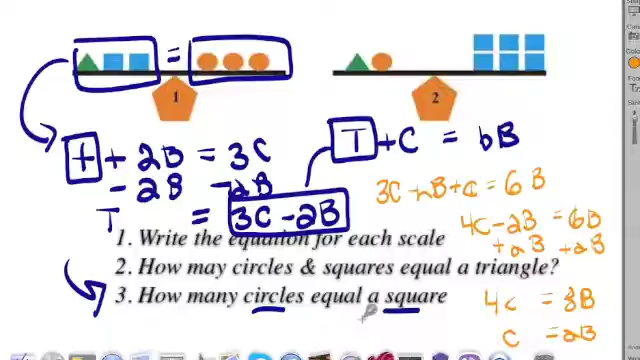 =
1
2
t + 2B = 3C
- 2B - 2B
T = 3C - 2B
T + C = 6B
3C - 2B + C = 6B
4C - 2B = 6B
+ 2B + 2B
4C = 8B
C = 2B
1. Write the equation for each scale
2. How may circles & squares equal a triangle?
3. How many circles equal a square